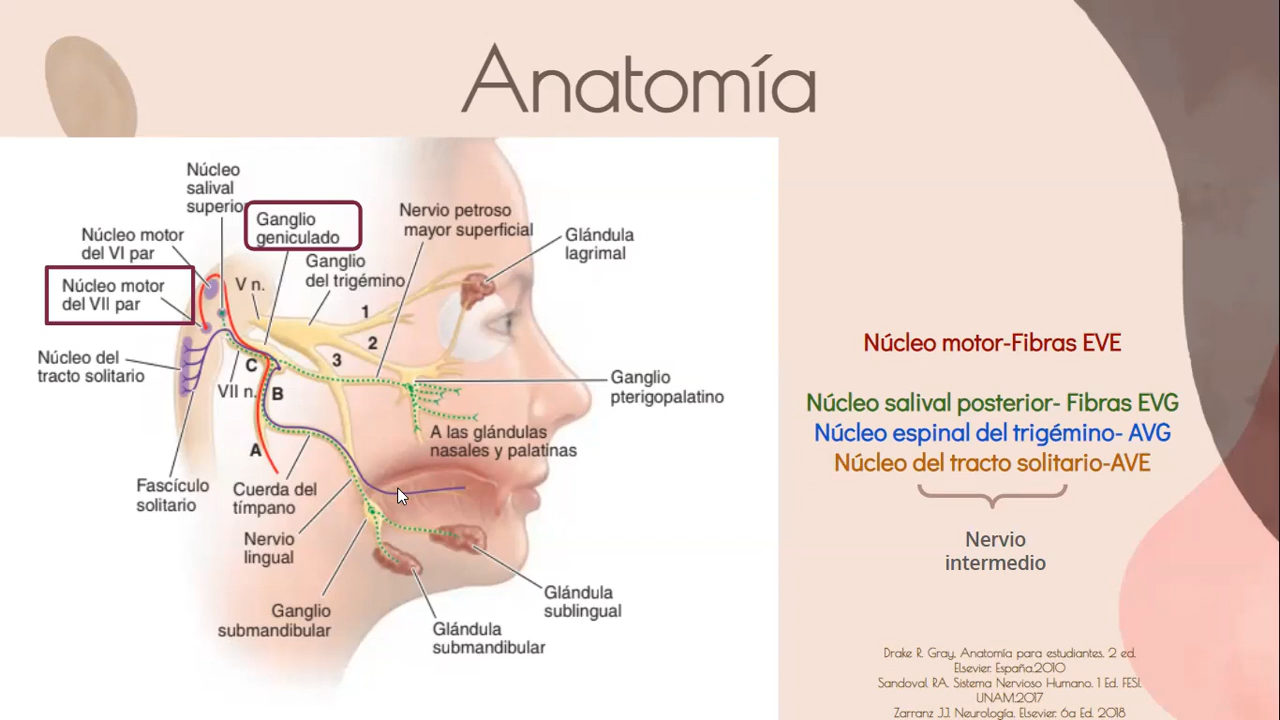 Anatomía
Núcleo
salival
superio
Ganglio
geniculado
Nervio petroso
mayor superficial
Glándula
lagrimal
Núcleo motor
del VI par
Ganglio
del trigémino
V n.
Núcleo motor
del VII par
1
2
3
Núcleo del
tracto solitario
C
VII n.
B
A
Ganglio
pterigopalatino
A las glándulas
nasales y palatinas
Fascículo
solitario
Cuerda del
tímpano
Nervio
lingual
Ganglio
submandibular
Glándula
sublingual
Glándula
submandibular
Núcleo motor-Fibras EVE
Núcleo salival posterior- Fibras EVG
Núcleo espinal del trigémino- AVG
Núcleo del tracto solitario-AVE
Nervio
intermedio
Drake R. Gray, Anatomía para estudiantes. 2 ed.
Elsevier. España.2010
Sandoval RA. Sistema Nervioso Humano. 1 Ed. FESI.
UNAM.2017
Zarranz J.J. Neurología. Elsevier. 6a Ed. 2018